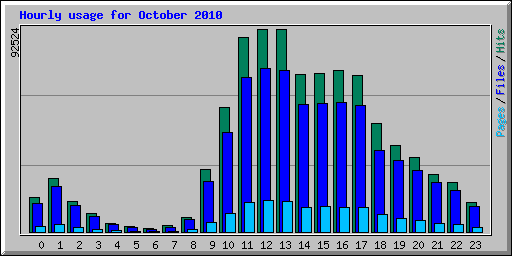 Hourly usage for October 2010
92524
Pages/Files/Hits
0 1 2 3 4 5 6 7 8 9 10 11 12 13 14 15 16 17 18 19 20 21 22 23